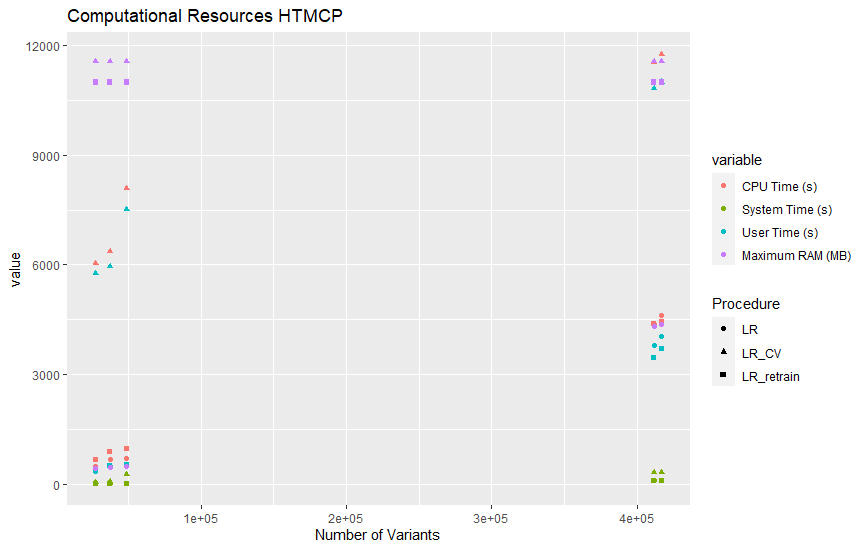 Computational Resources HTMCP
value
12000
9000
6000
3000
0
1e+05
2e+05
3e+05
4e+05
Number of Variants
variable
CPU Time (s)
System Time (s)
User Time (s)
Maximum RAM (MB)
Procedure
LR
LR_CV
LR_retrain